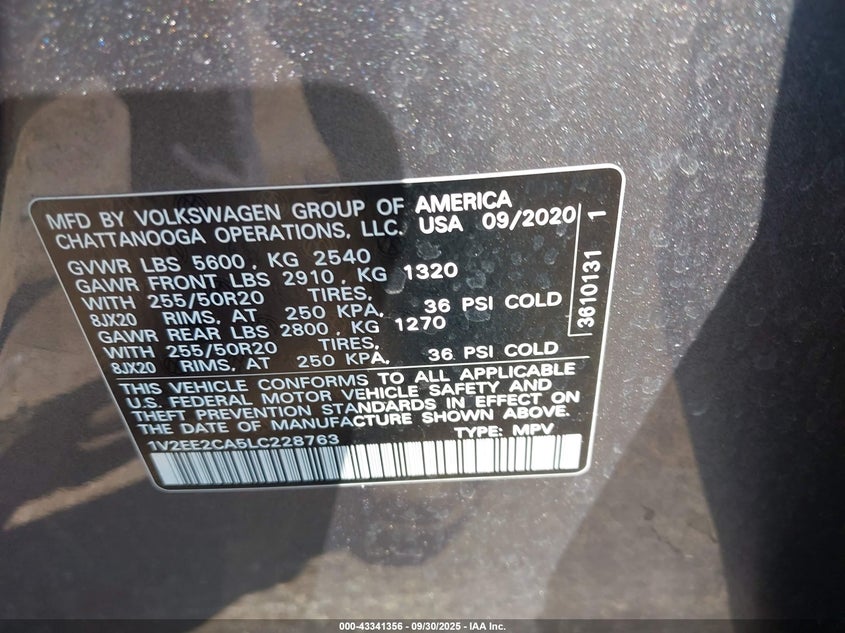 MFD BY VOLKSWAGEN GROUP OF AMERICA
CHATTANOOGA OPERATIONS, LLC. USA 09/2020
GVWR LBS 5600, KG 2540
GAWR FRONT LBS 2910, KG 1320
WITH 255/50R20 TIRES,
8JX20 RIMS, AT 250 KPA, 36 PSI COLD
GAWR REAR LBS 2800, KG 1270
WITH 255/50R20 TIRES,
8JX20 RIMS, AT 250 KPA, 36 PSI COLD
THIS VEHICLE CONFORMS TO ALL APPLICABLE
U.S. FEDERAL MOTOR VEHICLE SAFETY AND
THEFT PREVENTION STANDARDS IN EFFECT ON
THE DATE OF MANUFACTURE SHOWN ABOVE.
1V2EE2CA5LC228763 TYPE: MPV
3610131 1
000-43341356 - 09/30/2025 - IAA Inc.